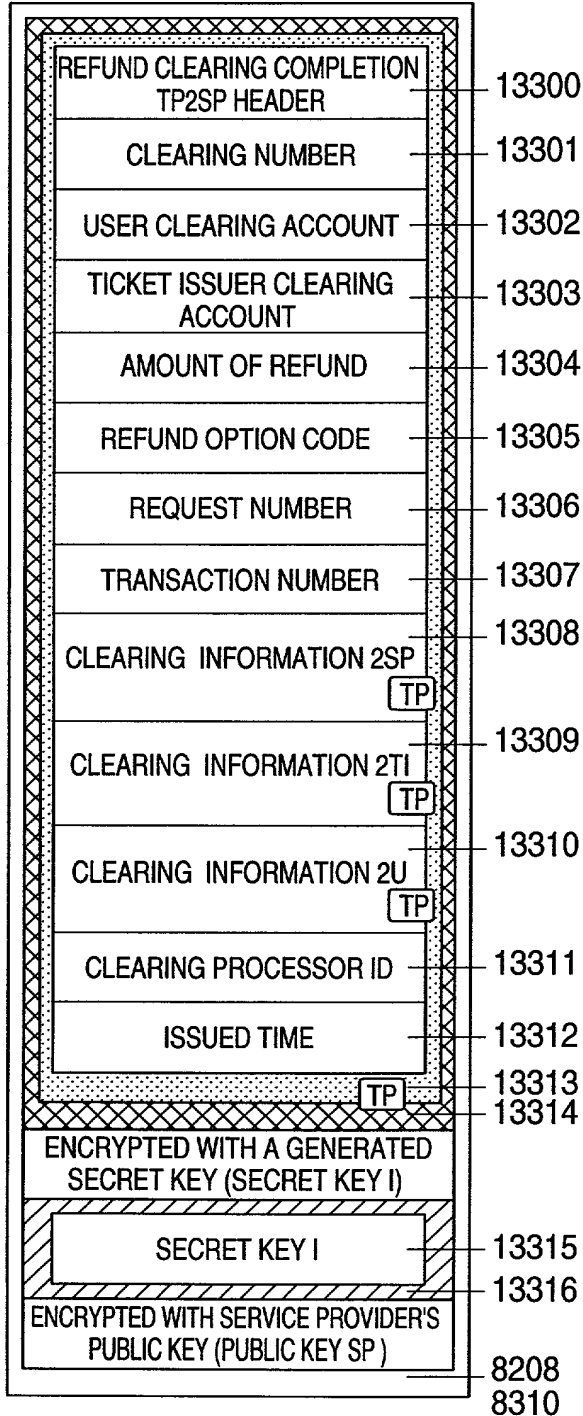 REFUND CLEARING COMPLETION
TP2SP HEADER
13300
CLEARING NUMBER
13301
USER CLEARING ACCOUNT
13302
TICKET ISSUER CLEARING
ACCOUNT
13303
AMOUNT OF REFUND
13304
REFUND OPTION CODE
13305
REQUEST NUMBER
13306
TRANSACTION NUMBER
13307
13308
CLEARING INFORMATION 2SP
TP
13309
CLEARING INFORMATION 2TI
TP
13310
CLEARING INFORMATION 2U
TP
CLEARING PROCESSOR ID
13311
ISSUED TIME
13312
TP
13313
13314
ENCRYPTED WITH A GENERATED
SECRET KEY (SECRET KEY I)
SECRET KEY I
13315
13316
ENCRYPTED WITH SERVICE PROVIDER'S
PUBLIC KEY (PUBLIC KEY SP )
8208
8310